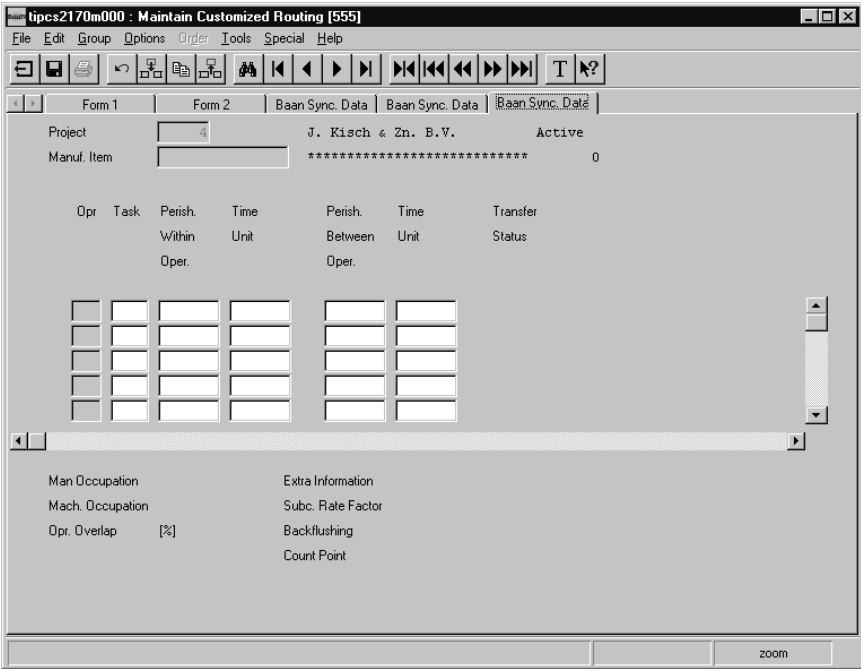 Baan tipcs2170m000 : Maintain Customized Routing [555]
File Edit Group Options Order Tools Special Help
T ?
Form 1 Form 2 Baan Sync. Data Baan Sync. Data Baan Sync. Data
Project 4 J. Kisch & Zn. B.V. Active
Manuf. Item **************************** 0
Opr Task Perish. Time Perish. Time Transfer
Within Unit Between Unit Status
Oper. Oper.
Man Occupation Extra Information
Mach. Occupation Subc. Rate Factor
Opr. Overlap [%] Backflushing
Count Point
zoom